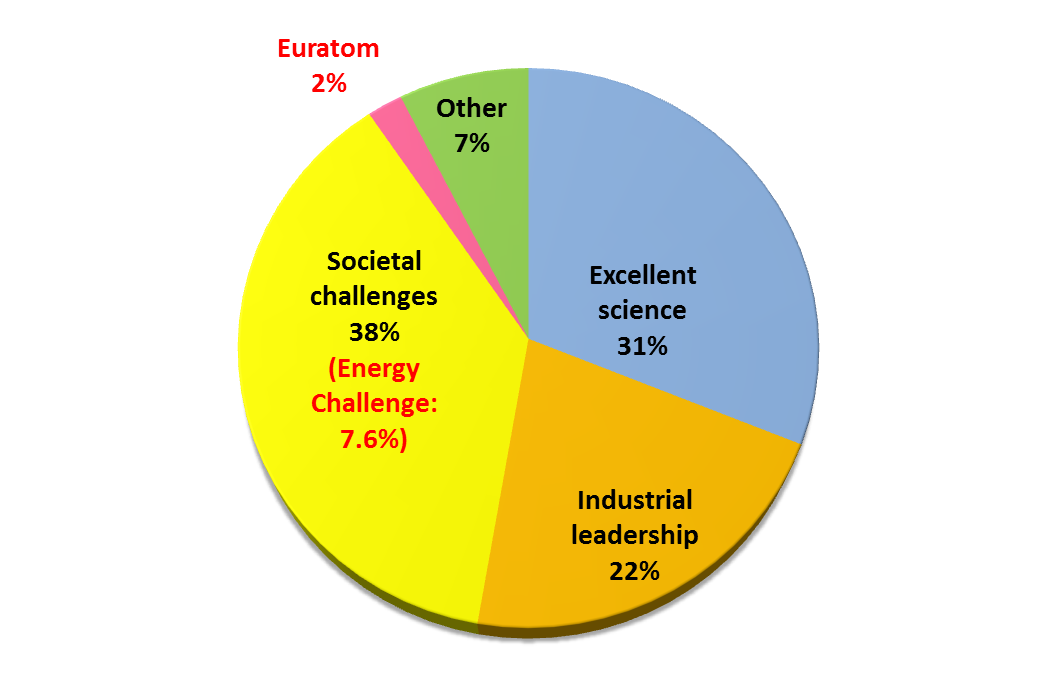 Euratom
2%
Other
7%
Excellent
science
31%
Societal
challenges
38%
(Energy
Challenge:
7.6%)
Industrial
leadership
22%